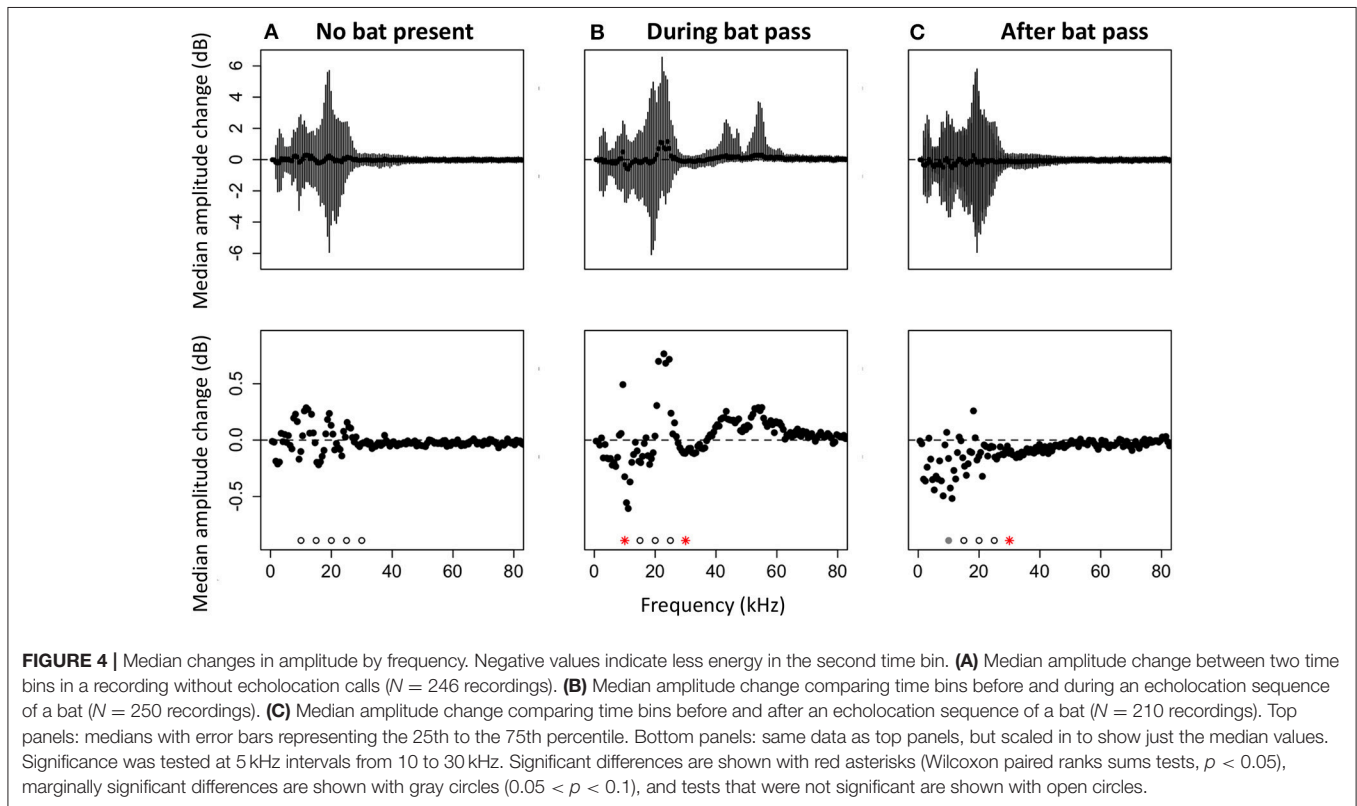 A No bat present
B During bat pass
C After bat pass
Median amplitude change (dB)
6
4
2
0
-2
-4
-6
Median amplitude change (dB)
0.5
0.0
-0.5
0 20 40 60 80
0 20 40 60 80
0 20 40 60 80
Frequency (kHz)
FIGURE 4 | Median changes in amplitude by frequency. Negative values indicate less energy in the second time bin. (A) Median amplitude change between two time
bins in a recording without echolocation calls (N = 246 recordings). (B) Median amplitude change comparing time bins before and during an echolocation sequence
of a bat (N = 250 recordings). (C) Median amplitude change comparing time bins before and after an echolocation sequence of a bat (N = 210 recordings). Top
panels: medians with error bars representing the 25th to the 75th percentile. Bottom panels: same data as top panels, but scaled in to show just the median values.
Significance was tested at 5 kHz intervals from 10 to 30 kHz. Significant differences are shown with red asterisks (Wilcoxon paired ranks sums tests, p < 0.05),
marginally significant differences are shown with gray circles (0.05 < p < 0.1), and tests that were not significant are shown with open circles.